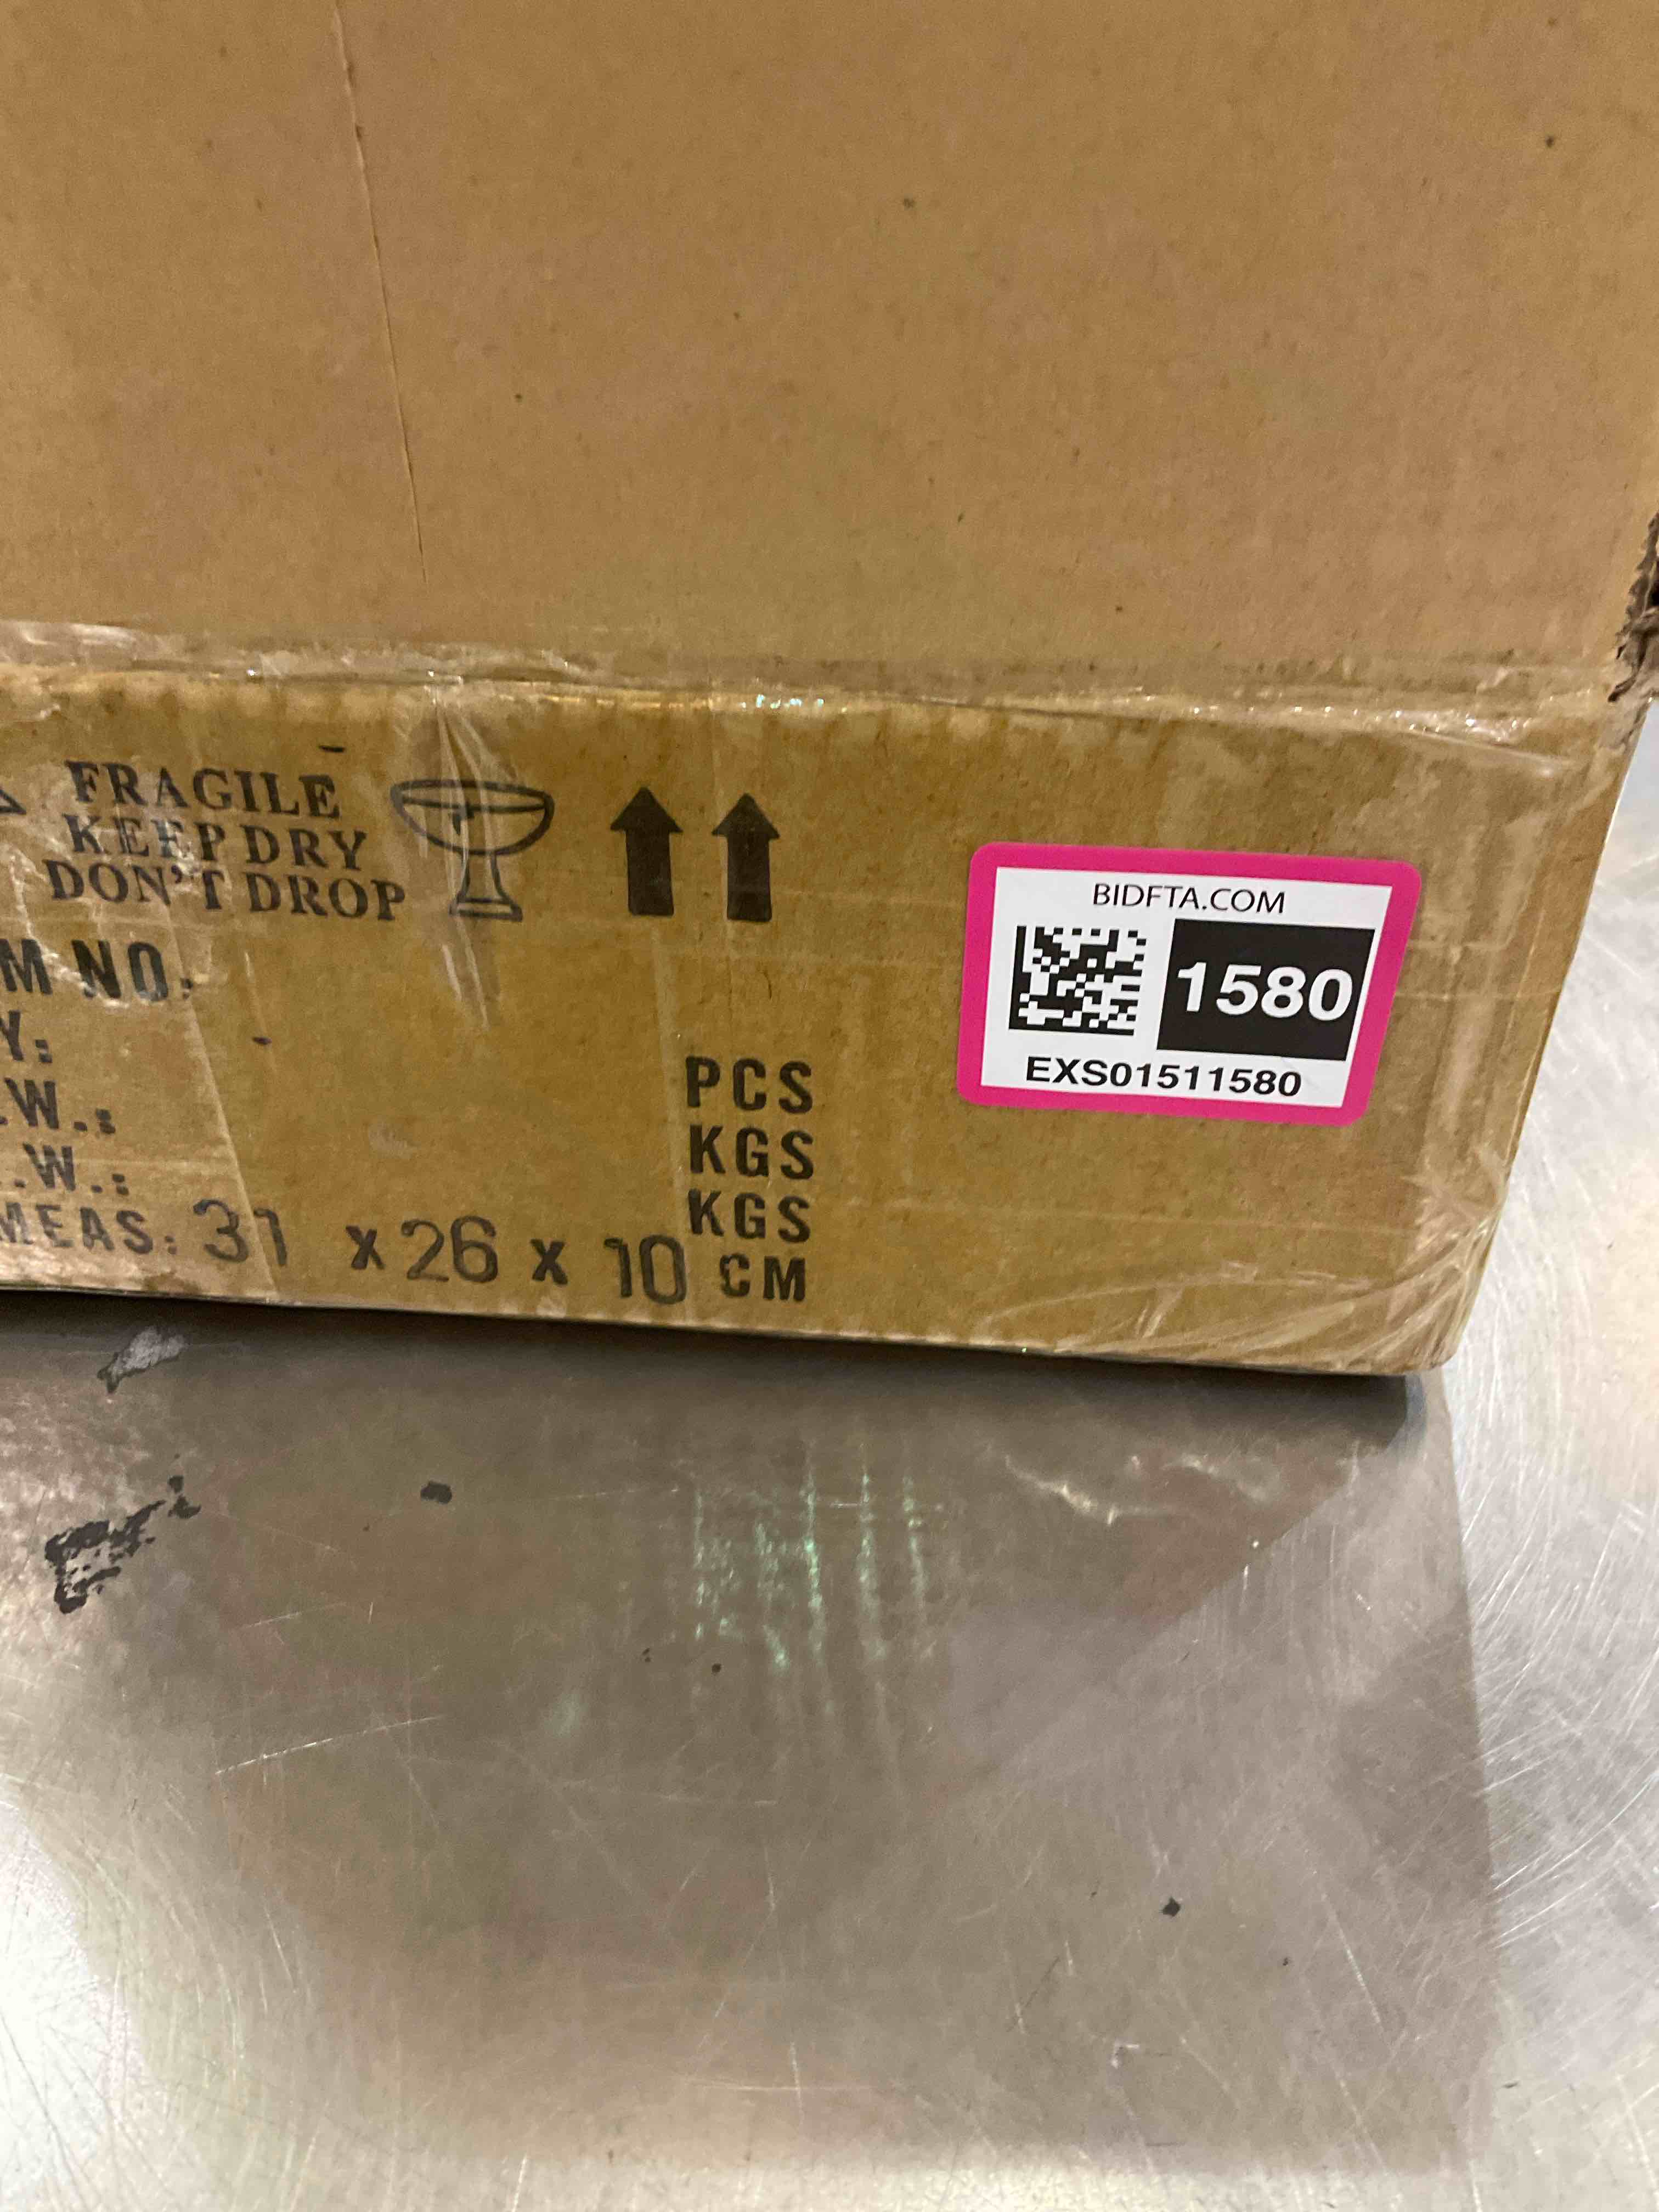 FRAGILE
KEEP DRY
DON'T DROP
M NO.
Y:
.W.:
.W.:
MEAS: 31 x 26 x 10 CM
PCS
KGS
KGS
BIDFTA.COM
1580
EXS01511580